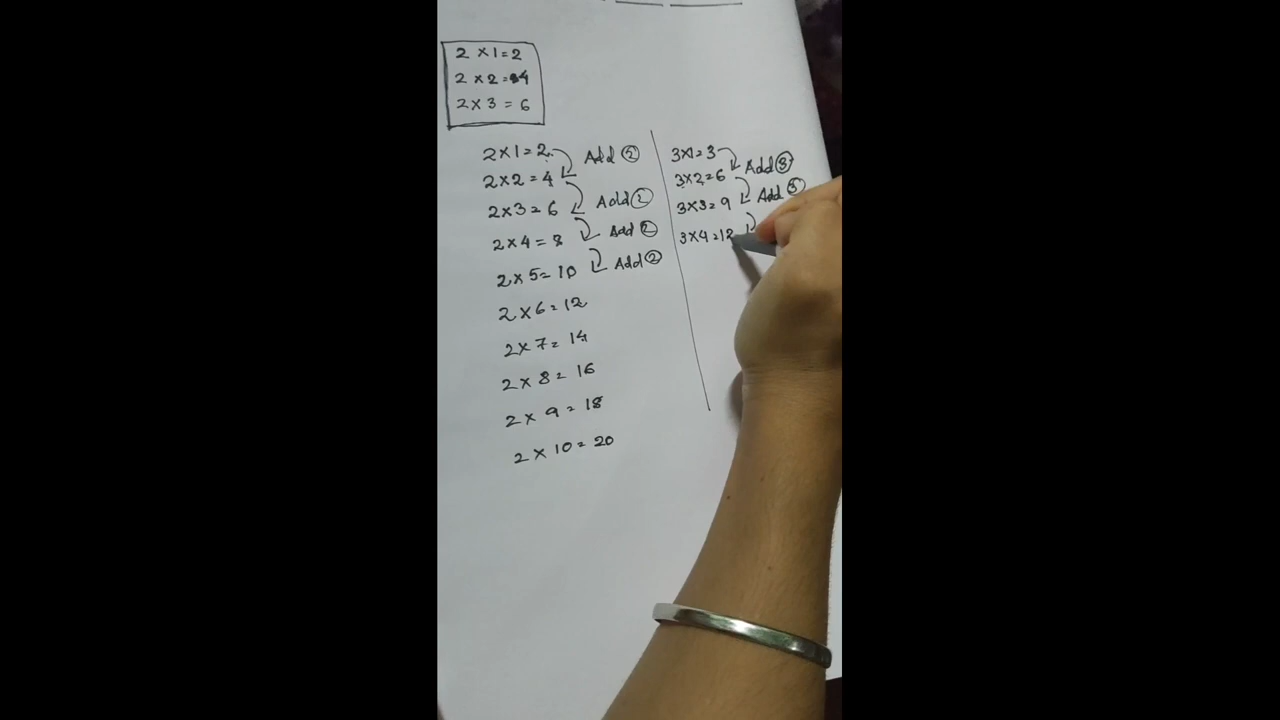 2 × 1 = 2
2 × 2 = 4
2 × 3 = 6
2 × 1 = 2 Add 2
2 × 2 = 4
2 × 3 = 6 Add 2
2 × 4 = 8 Add 2
2 × 5 = 10 Add 2
2 × 6 = 12
2 × 7 = 14
2 × 8 = 16
2 × 9 = 18
2 × 10 = 20
3 × 1 = 3
3 × 2 = 6 Add 3
3 × 3 = 9 Add 3
3 × 4 = 12